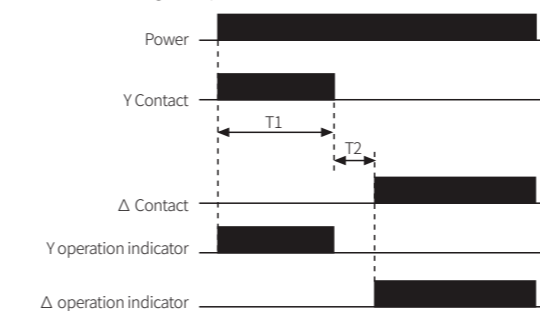 Power
Y Contact
T1
T2
Δ Contact
Y operation indicator
Δ operation indicator